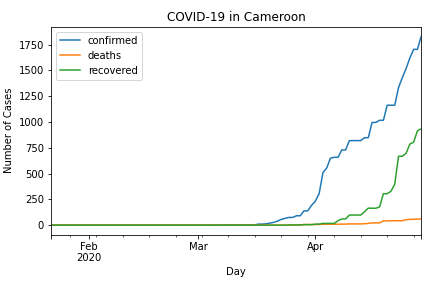 COVID-19 in Cameroon
confirmed
deaths
recovered
Number of Cases
1750
1500
1250
1000
750
500
250
0
Feb
2020
Mar
Apr
Day